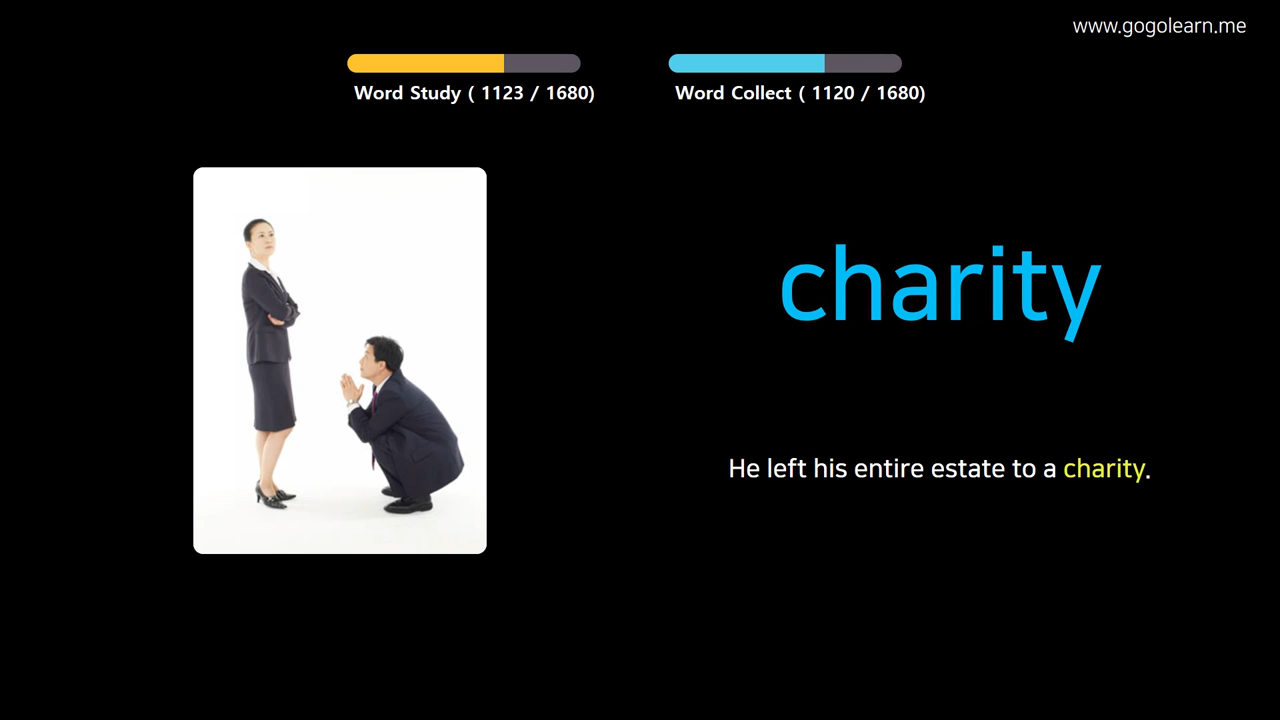 www.gogolearn.me
Word Study ( 1123 / 1680)
Word Collect ( 1120 / 1680)
charity
He left his entire estate to a charity.